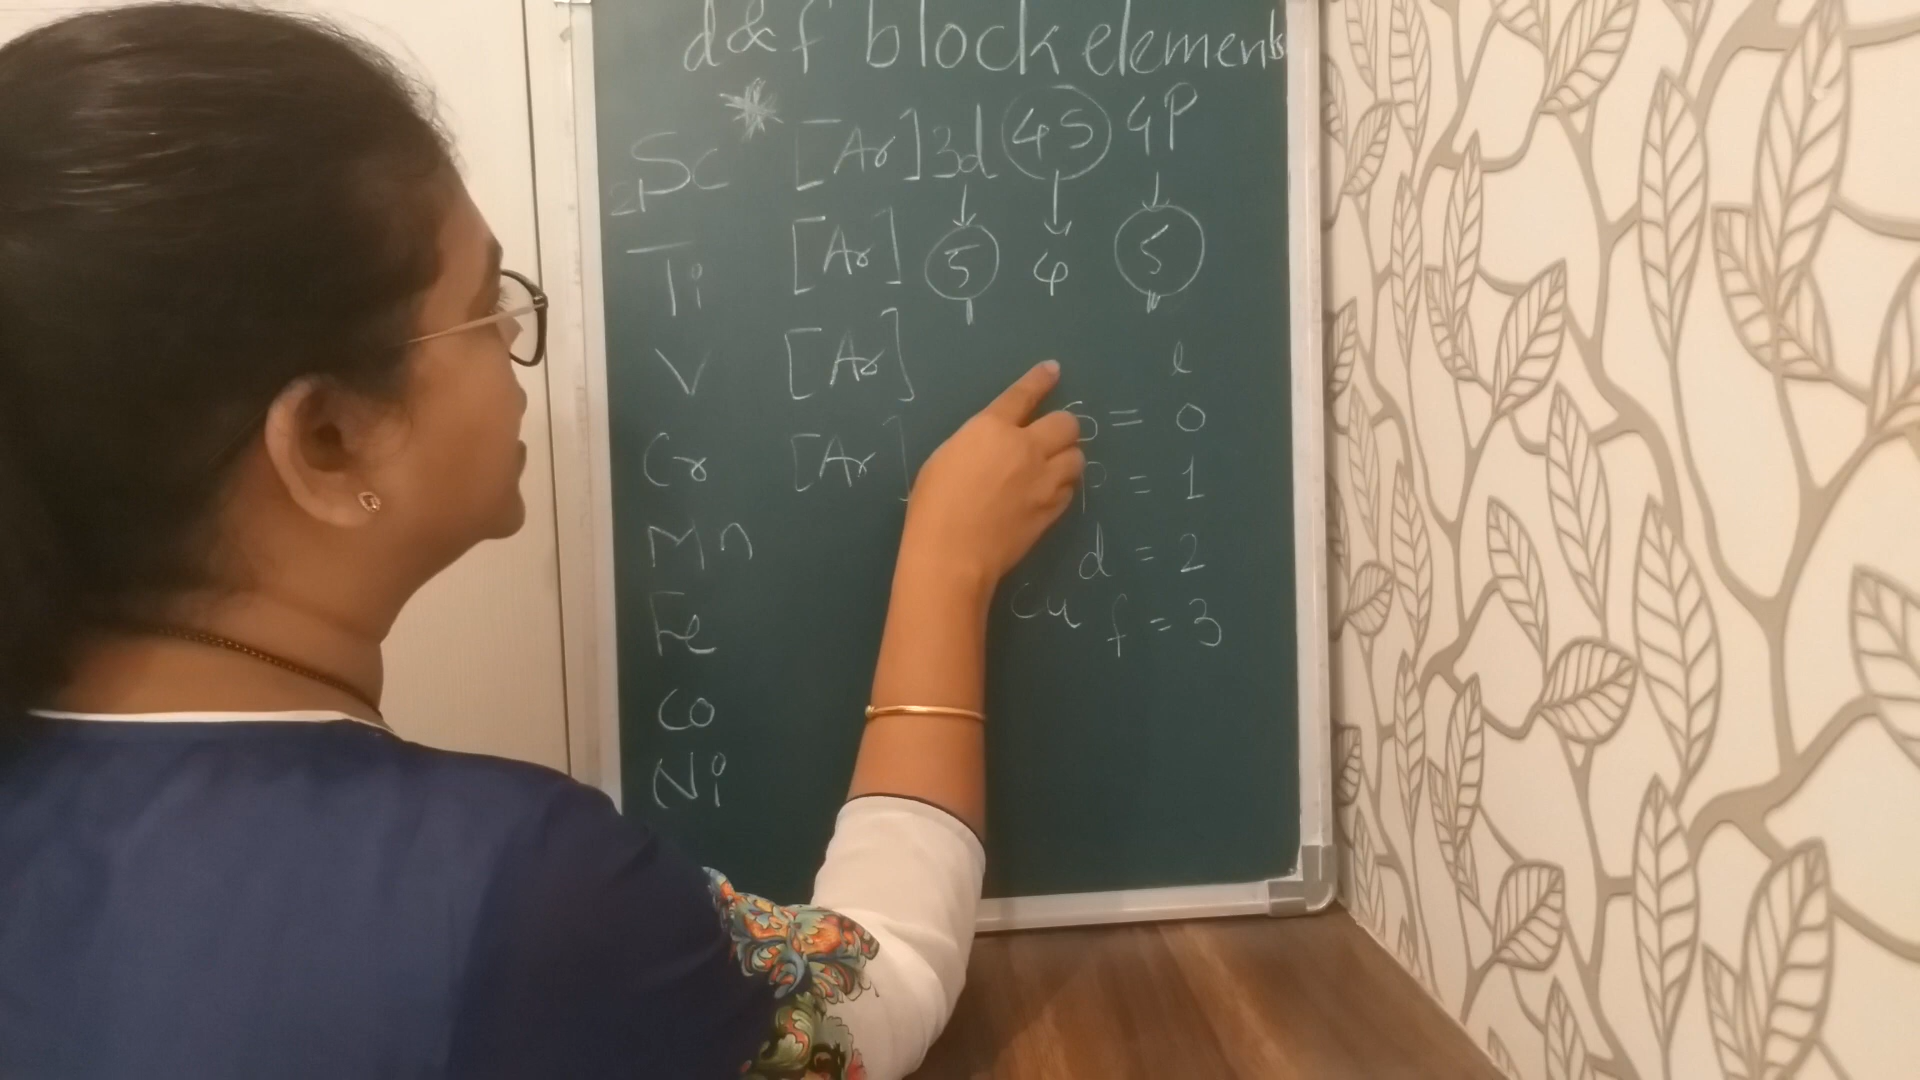 d & f block elements
21Sc* [Ar] 3d 4S 4P
Ti [Ar] 5 4 5
V [Ar] l
Cr [Ar] S = 0
P = 1
Mn d = 2
Fe Cu f = 3
Co
Ni